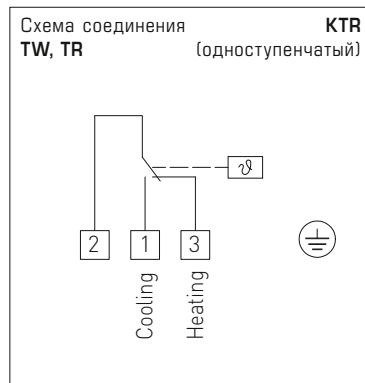 Схема соединения KTR
TW, TR (одноступенчатый)
ϑ
2 1 3
Cooling
Heating